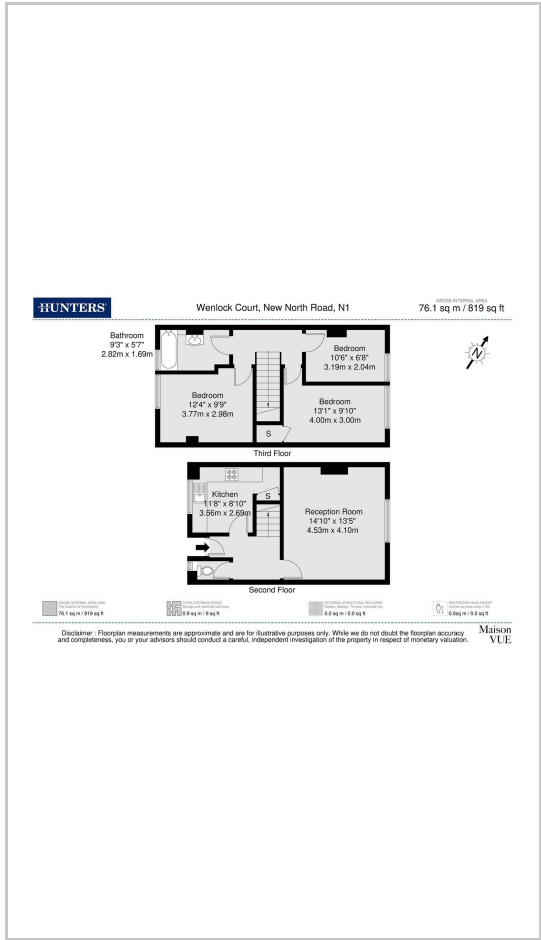 HUNTERS
Wenlock Court, New North Road, N1
GROSS INTERNAL AREA
76.1 sq m / 819 sq ft
Bathroom
9'3" x 5'7"
2.82m x 1.69m
Bedroom
10'6" x 6'8"
3.19m x 2.04m
N
Bedroom
12'4" x 9'9"
3.77m x 2.98m
Bedroom
13'1" x 9'10"
4.00m x 3.00m
S
Third Floor
Kitchen
11'8" x 8'10"
3.56m x 2.69m
S
Reception Room
14'10" x 13'5"
4.53m x 4.10m
Second Floor
76.1 sq m / 819 sq ft
0.8 sq m / 9 sq ft
0.0 sq m / 0.0 sq ft
RESTRICTED HEAD HEIGHT
0.0sq m / 0.0 sq ft
Disclaimer : Floorplan measurements are approximate and are for illustrative purposes only. While we do not doubt the floorplan accuracy
and completeness, you or your advisors should conduct a careful, independent investigation of the property in respect of monetary valuation.
Maison
VUE